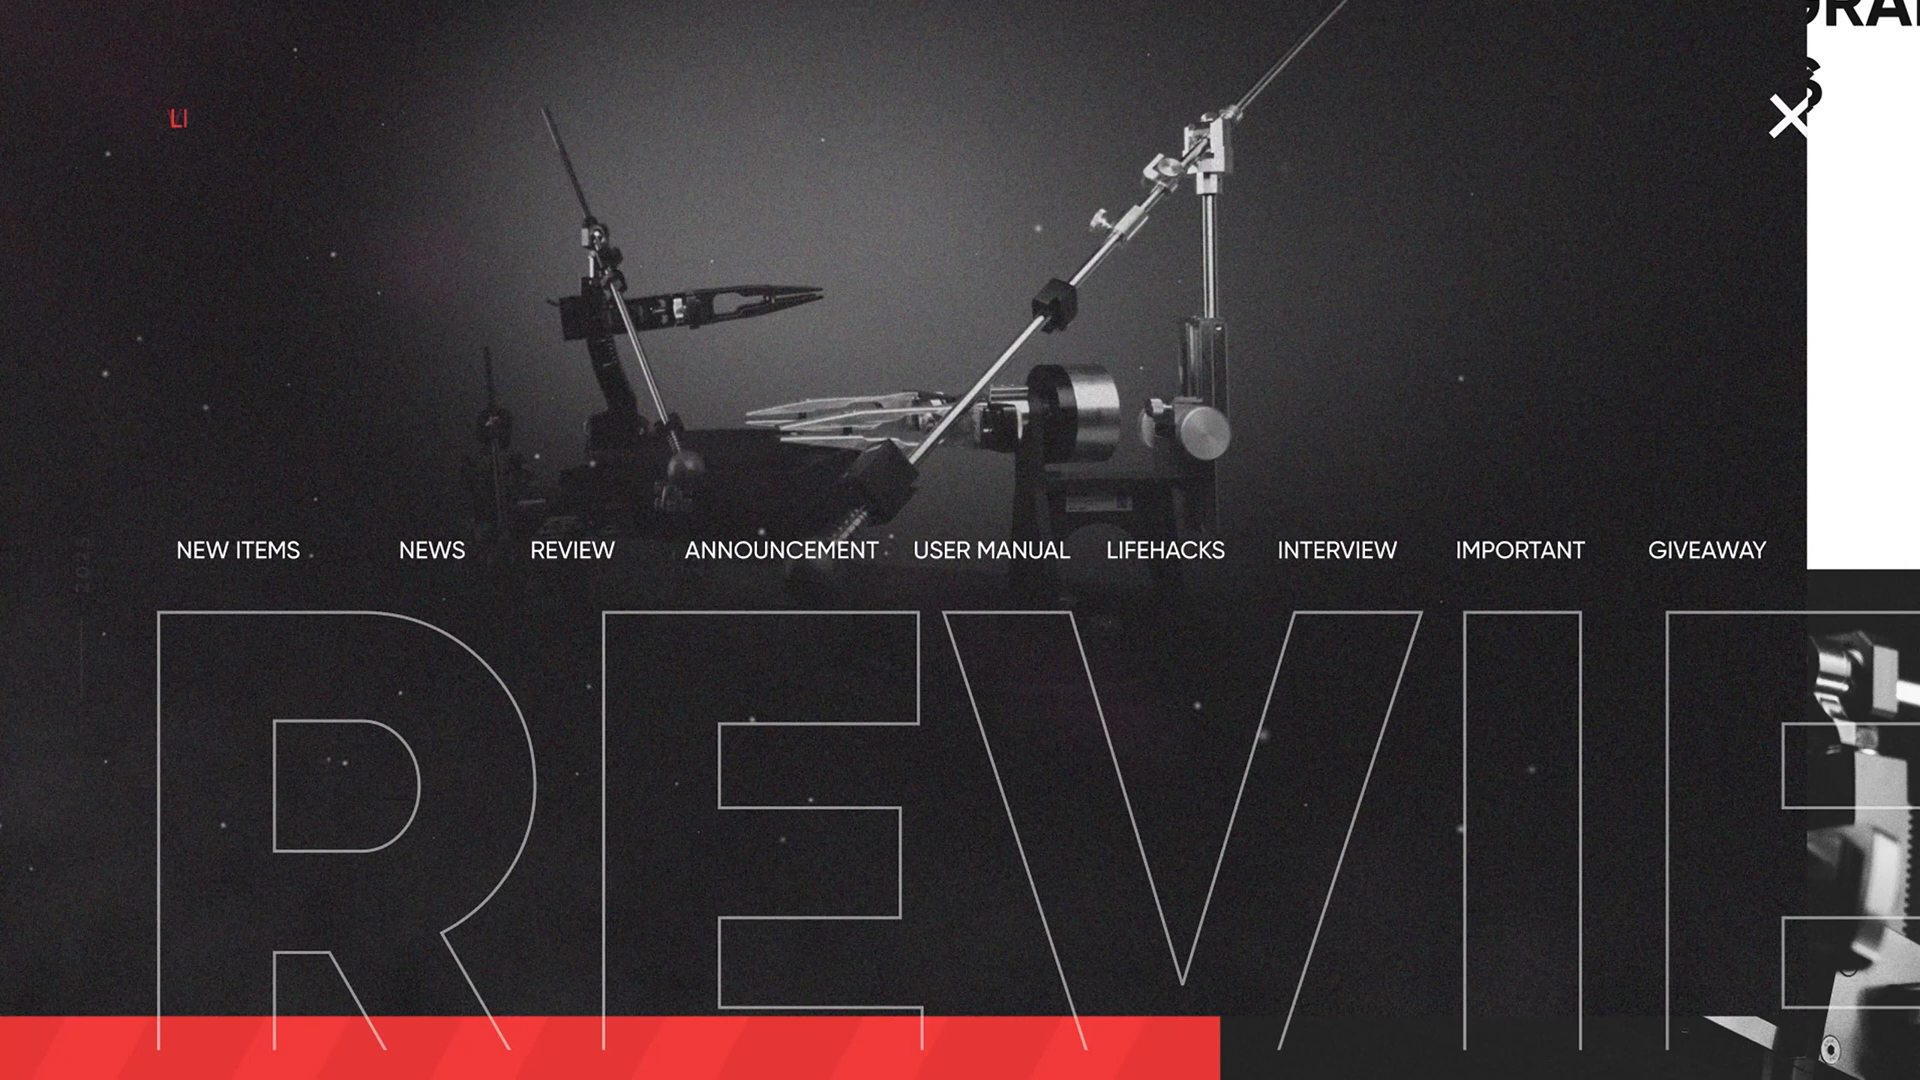 LI
NEW ITEMS NEWS REVIEW ANNOUNCEMENT USER MANUAL LIFEHACKS INTERVIEW IMPORTANT GIVEAWAY
REVIE